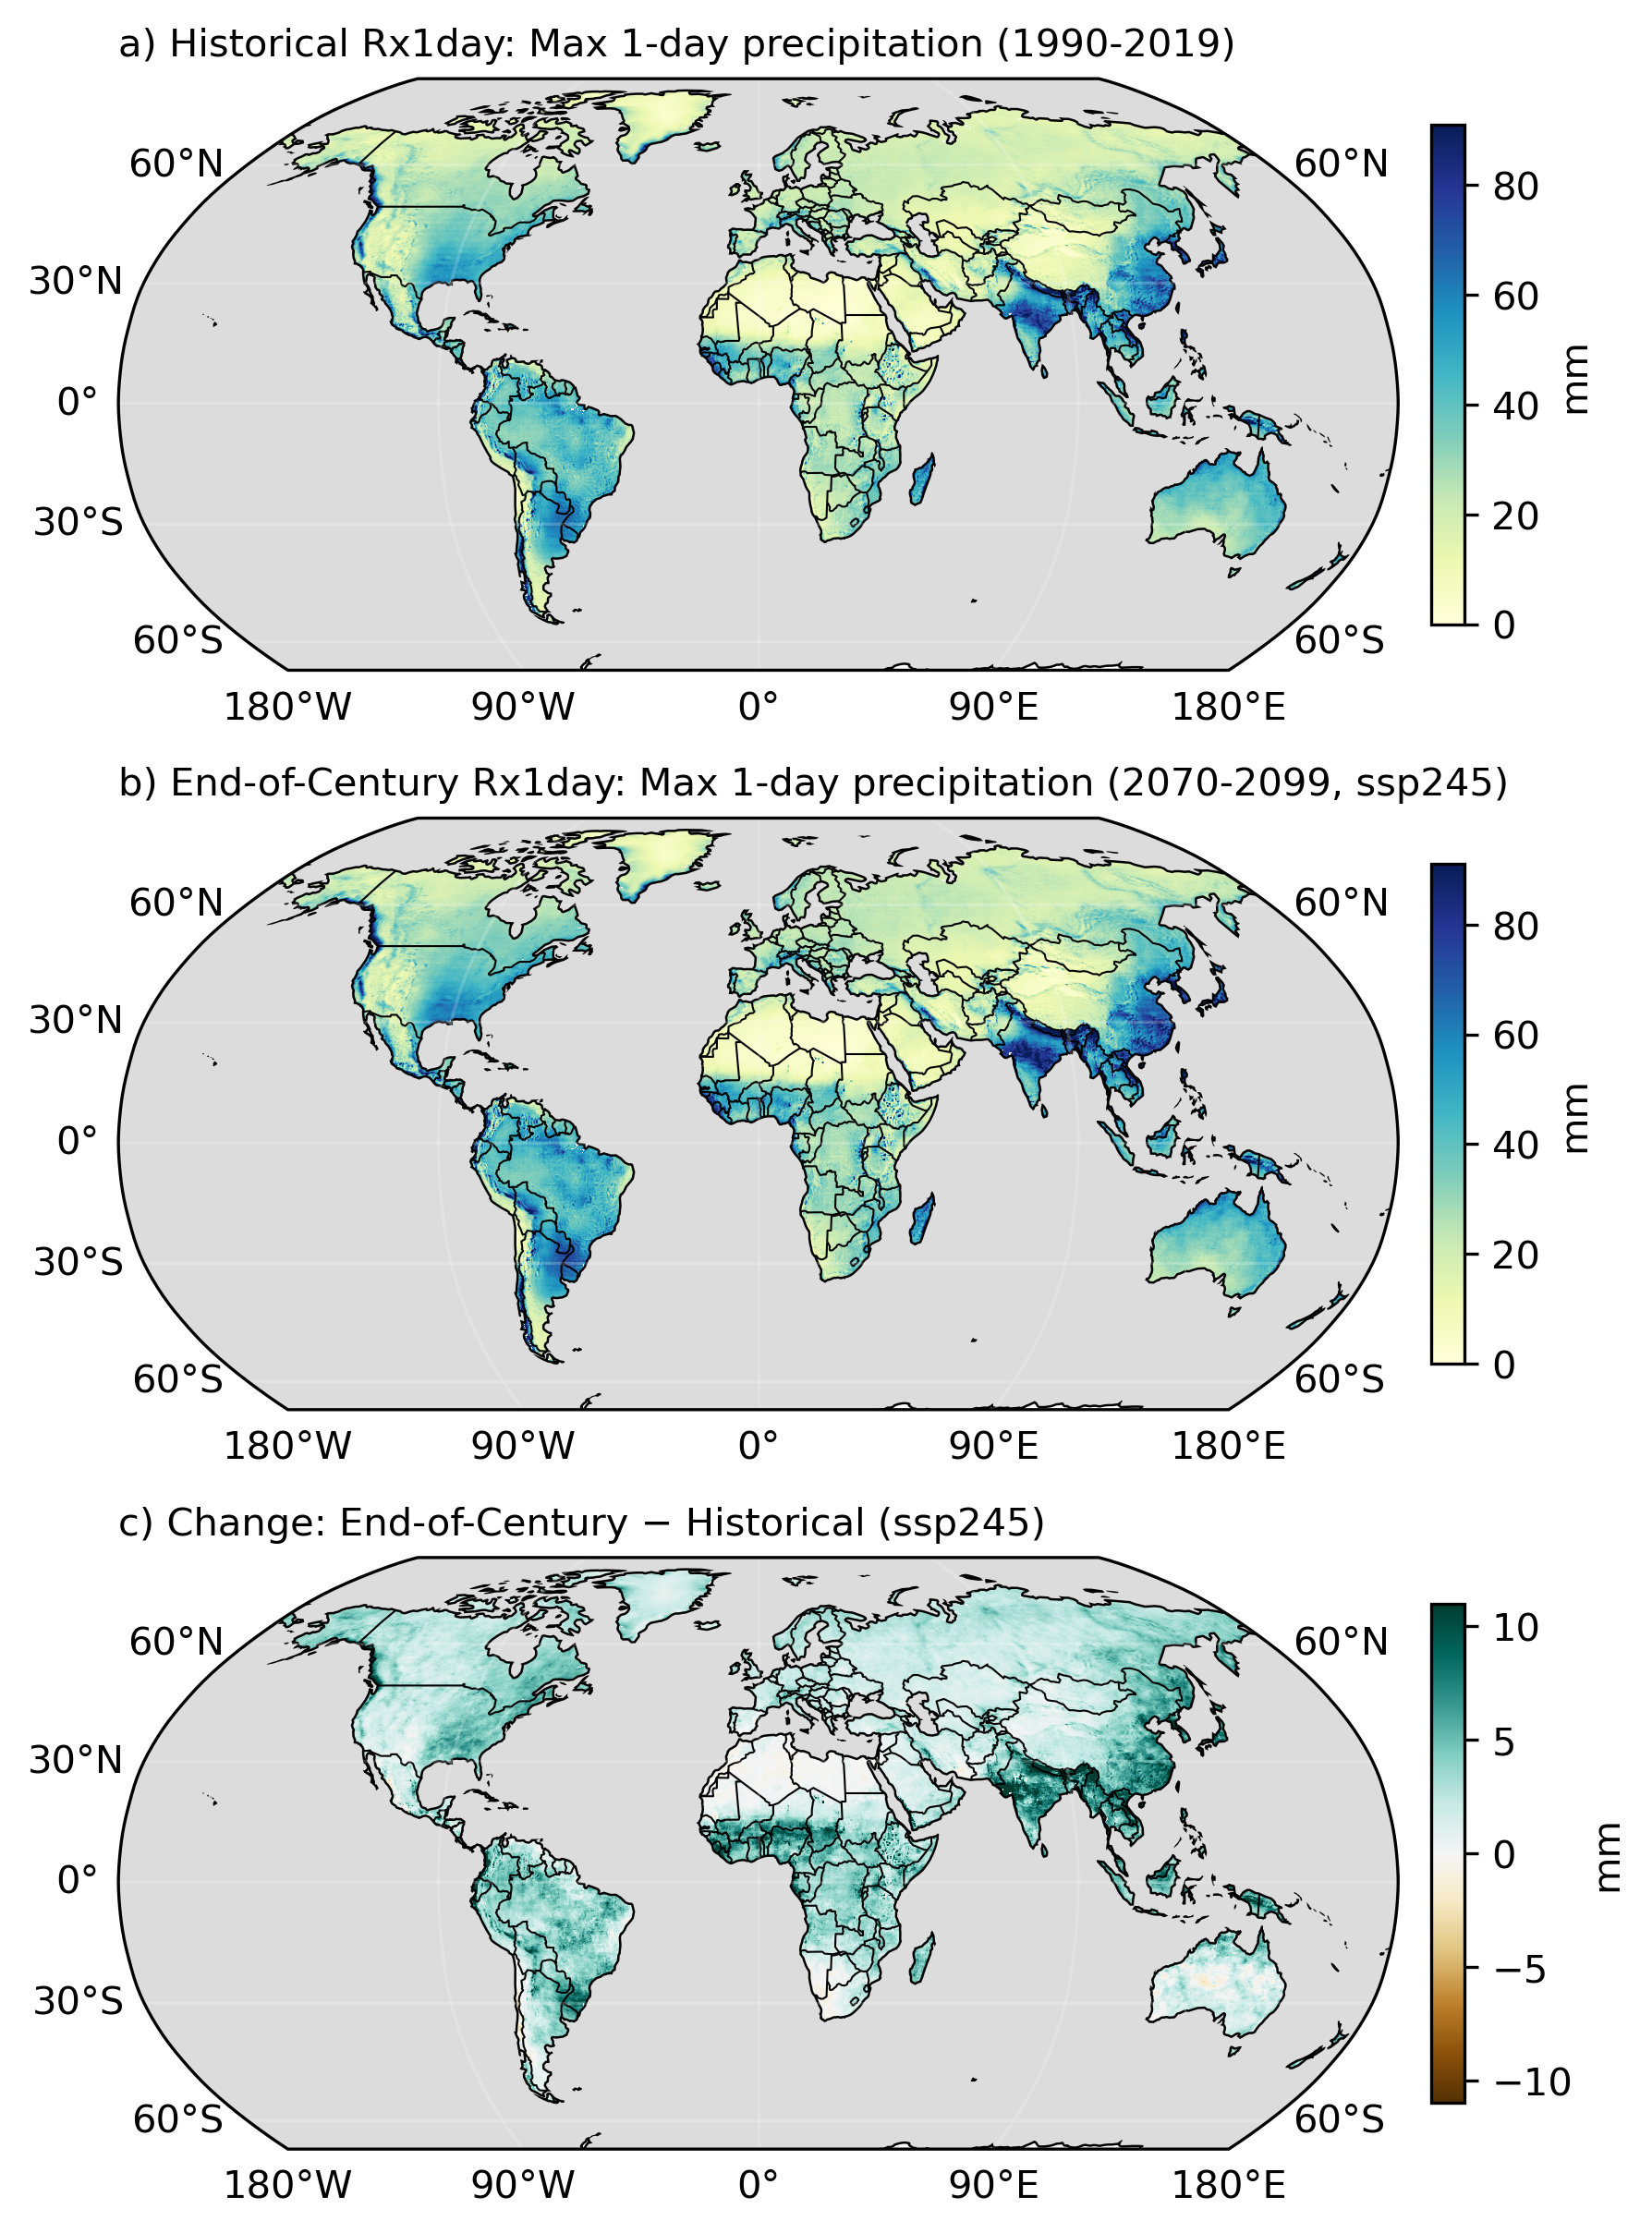 a) Historical Rx1day: Max 1-day precipitation (1990-2019)
60°N 60°N
30°N
0°
30°S
60°S 60°S
180°W 90°W 0° 90°E 180°E
80
60
40
20
0
mm
b) End-of-Century Rx1day: Max 1-day precipitation (2070-2099, ssp245)
60°N 60°N
30°N
0°
30°S
60°S 60°S
180°W 90°W 0° 90°E 180°E
80
60
40
20
0
mm
c) Change: End-of-Century − Historical (ssp245)
60°N 60°N
30°N
0°
30°S
60°S 60°S
180°W 90°W 0° 90°E 180°E
10
5
0
−5
−10
mm